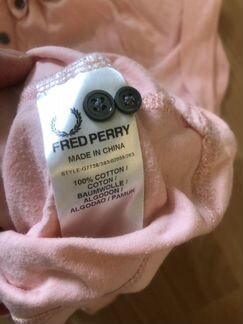 FRED PERRY
MADE IN CHINA
100% COTTON /
COTON /
BAUMWOLLE /
ALGODON /
ALGODAO / PAMUK